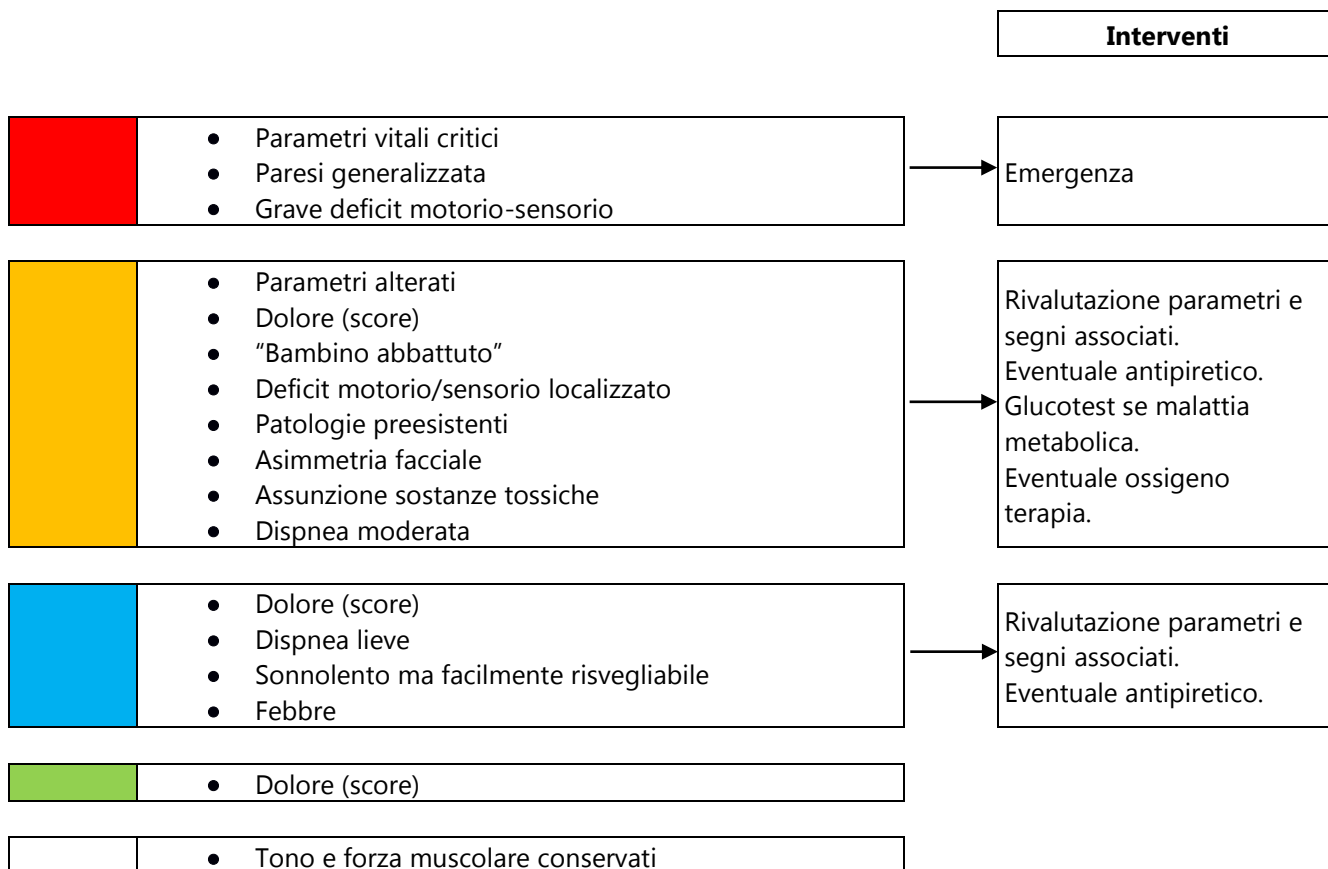 Interventi
• Parametri vitali critici
• Paresi generalizzata
• Grave deficit motorio-sensorio
Emergenza
• Parametri alterati
• Dolore (score)
• “Bambino abbattuto”
• Deficit motorio/sensorio localizzato
• Patologie preesistenti
• Asimmetria facciale
• Assunzione sostanze tossiche
• Dispnea moderata
Rivalutazione parametri e
segni associati.
Eventuale antipiretico.
Glucotest se malattia
metabolica.
Eventuale ossigeno
terapia.
• Dolore (score)
• Dispnea lieve
• Sonnolento ma facilmente risvegliabile
• Febbre
Rivalutazione parametri e
segni associati.
Eventuale antipiretico.
• Dolore (score)
• Tono e forza muscolare conservati